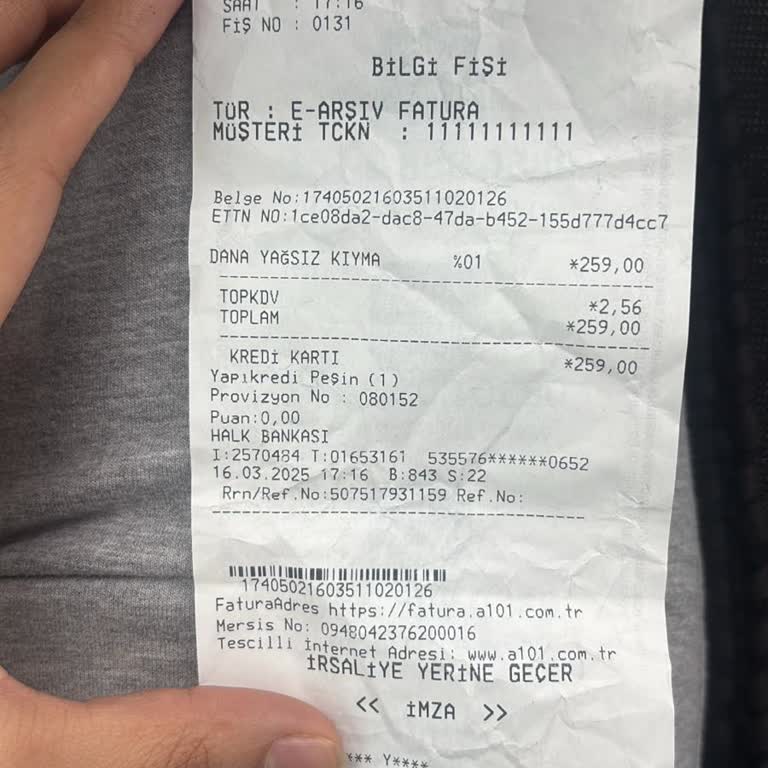 SAAT : 17:16
FİŞ NO : 0131
BİLGİ FİŞİ
TÜR : E-ARŞIV FATURA
MÜŞTERİ TCKN : 11111111111
Belge No:17405021603511020126
ETTN NO:1ce08da2-dac8-47da-b452-155d777d4cc7
DANA YAĞSIZ KIYMA %01 *259,00
TOPKDV *2,56
TOPLAM *259,00
KREDİ KARTI *259,00
Yapıkredi Peşin (1)
Provizyon No : 080152
Puan:0,00
HALK BANKASI
I:2570484 T:01653161 535576******0652
16.03.2025 17:16 B:843 S:22
Rrn/Ref.No:507517931159 Ref.No:
17405021603511020126
FaturaAdres https://fatura.a101.com.tr
Mersis No: 0948042376200016
Tescilli İnternet Adresi: www.a101.com.tr
İRSALİYE YERİNE GEÇER
<< İMZA >>
*** Y****